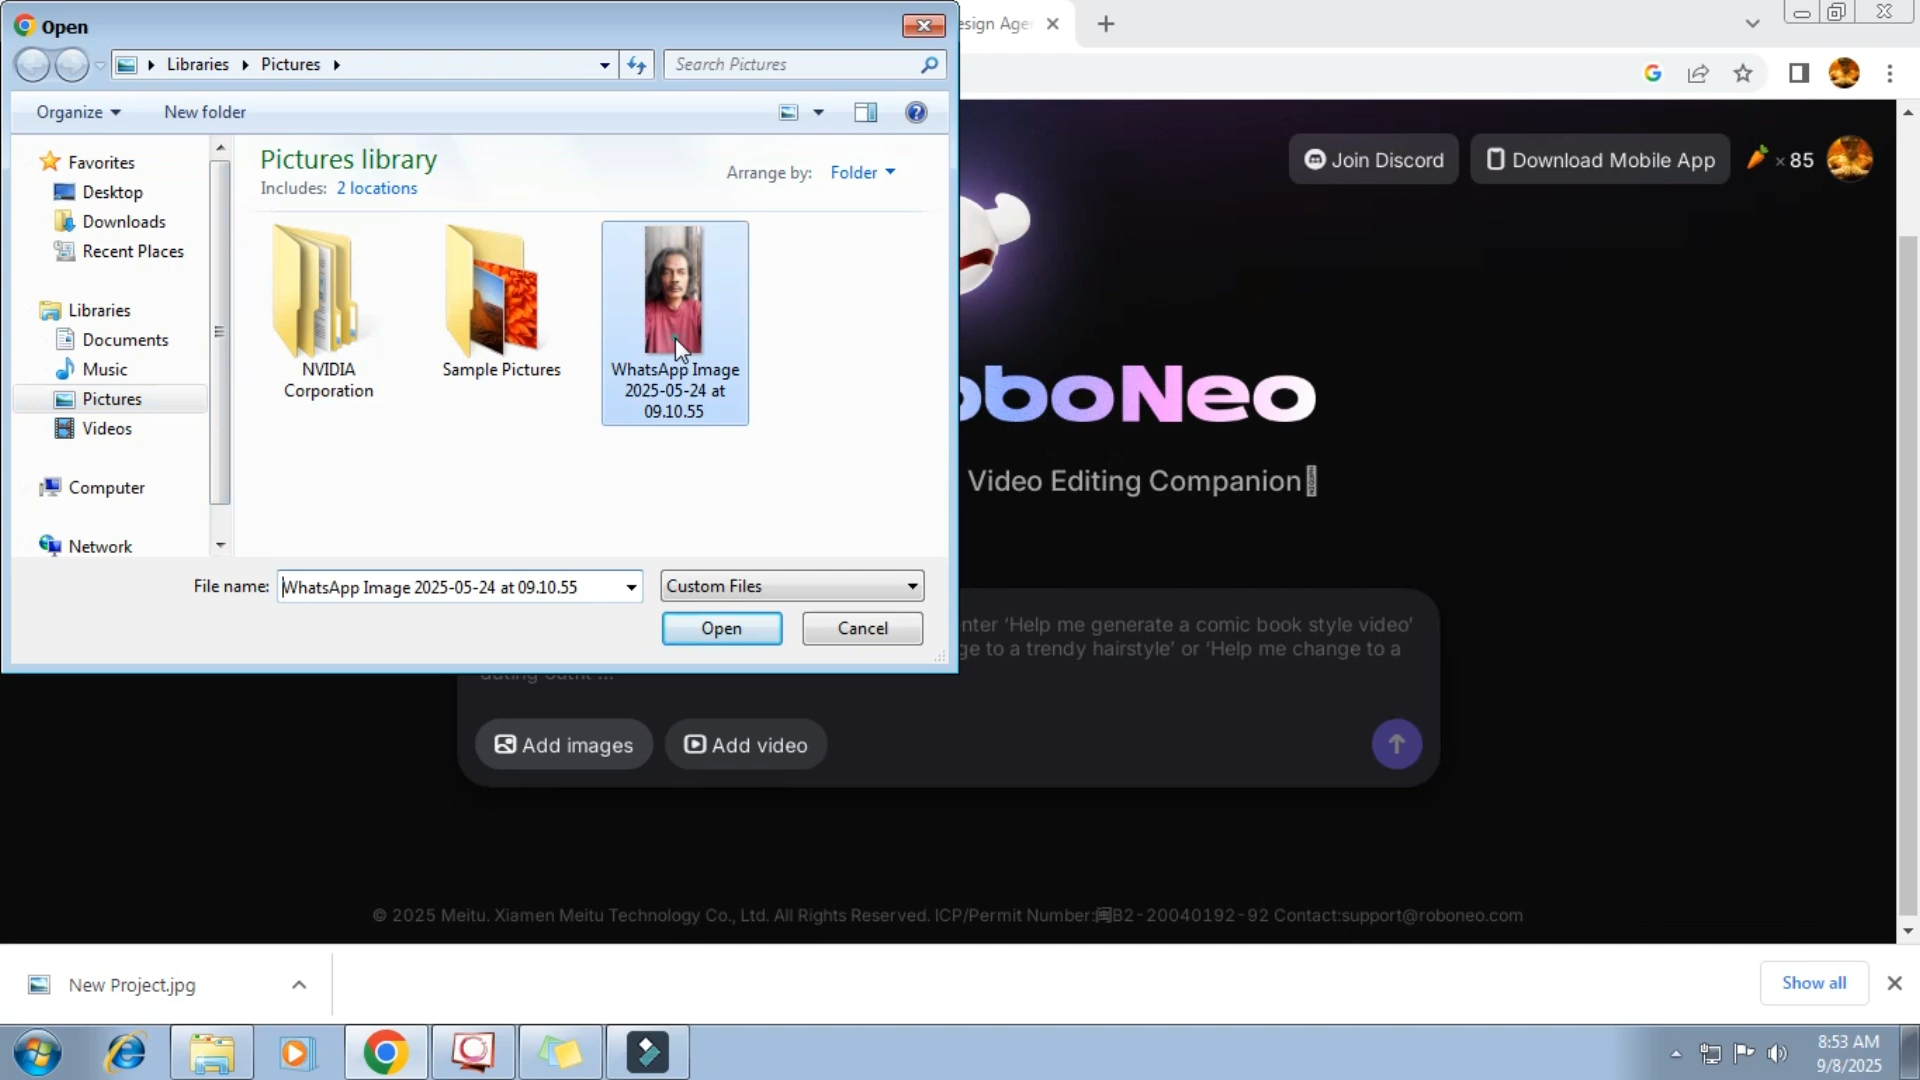 Open
Libraries
Pictures
Search Pictures
Organize
New folder
Favorites
Desktop
Downloads
Recent Places
Libraries
Documents
Music
Pictures
Videos
Computer
Network
Pictures library
Includes: 2 locations
Arrange by: Folder
NVIDIA
Corporation
Sample Pictures
WhatsApp Image
2025-05-24 at
09.10.55
File name: WhatsApp Image 2025-05-24 at 09.10.55
Custom Files
Open
Cancel
Join Discord
Download Mobile App
× 85
boNeo
Video Editing Companion
‘Help me generate a comic book style video’
to a trendy hairstyle’ or ‘Help me change to a
Add images
Add video
© 2025 Meitu. Xiamen Meitu Technology Co., Ltd. All Rights Reserved. ICP/Permit Number:闽B2-20040192-92 Contact:support@roboneo.com
New Project.jpg
Show all
8:53 AM
9/8/2025